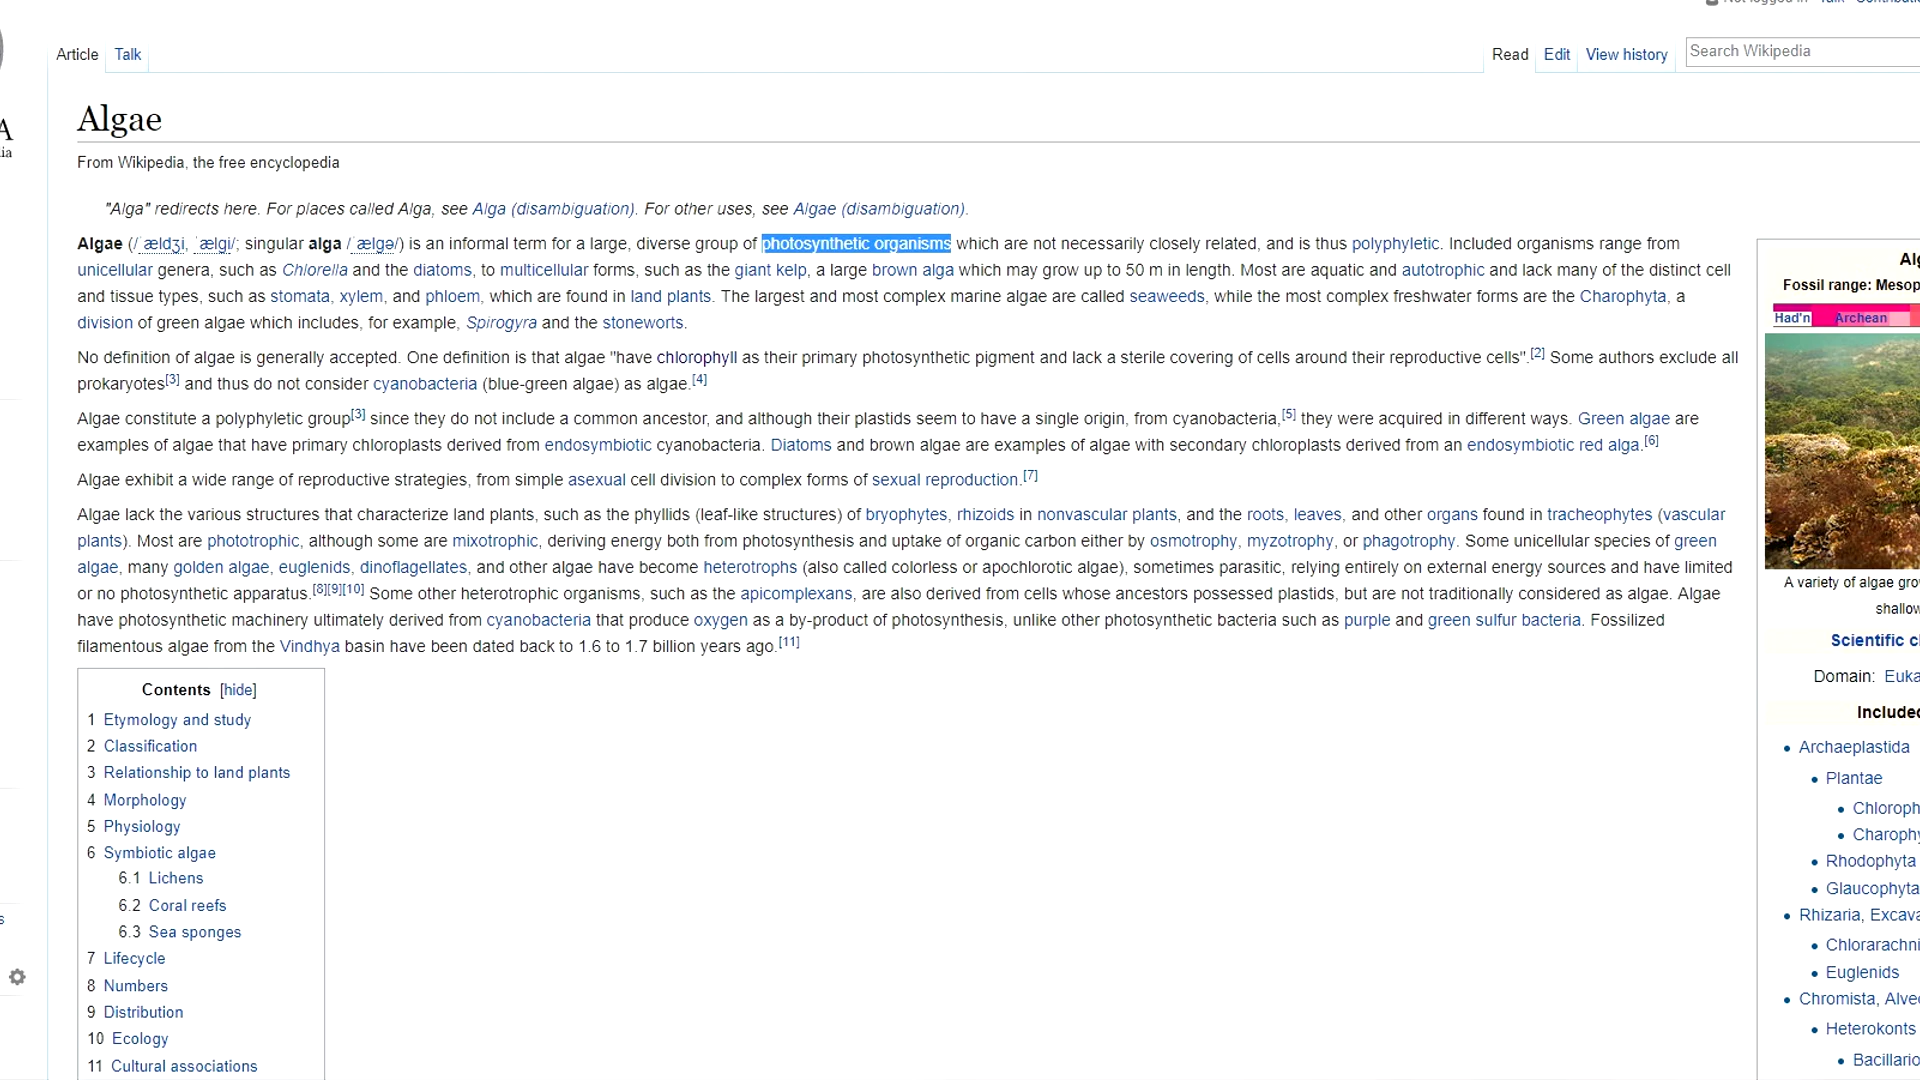 Article Talk Read Edit View history Search Wikipedia
A
ia
Algae
From Wikipedia, the free encyclopedia
"Alga" redirects here. For places called Alga, see Alga (disambiguation). For other uses, see Algae (disambiguation).
Algae (/ˈældʒi, ˈælɡi/; singular alga /ˈælɡə/) is an informal term for a large, diverse group of photosynthetic organisms which are not necessarily closely related, and is thus polyphyletic. Included organisms range from
unicellular genera, such as Chlorella and the diatoms, to multicellular forms, such as the giant kelp, a large brown alga which may grow up to 50 m in length. Most are aquatic and autotrophic and lack many of the distinct cell
and tissue types, such as stomata, xylem, and phloem, which are found in land plants. The largest and most complex marine algae are called seaweeds, while the most complex freshwater forms are the Charophyta, a
division of green algae which includes, for example, Spirogyra and the stoneworts.
No definition of algae is generally accepted. One definition is that algae "have chlorophyll as their primary photosynthetic pigment and lack a sterile covering of cells around their reproductive cells".[2] Some authors exclude all
prokaryotes[3] and thus do not consider cyanobacteria (blue-green algae) as algae.[4]
Algae constitute a polyphyletic group[3] since they do not include a common ancestor, and although their plastids seem to have a single origin, from cyanobacteria,[5] they were acquired in different ways. Green algae are
examples of algae that have primary chloroplasts derived from endosymbiotic cyanobacteria. Diatoms and brown algae are examples of algae with secondary chloroplasts derived from an endosymbiotic red alga.[6]
Algae exhibit a wide range of reproductive strategies, from simple asexual cell division to complex forms of sexual reproduction.[7]
Algae lack the various structures that characterize land plants, such as the phyllids (leaf-like structures) of bryophytes, rhizoids in nonvascular plants, and the roots, leaves, and other organs found in tracheophytes (vascular
plants). Most are phototrophic, although some are mixotrophic, deriving energy both from photosynthesis and uptake of organic carbon either by osmotrophy, myzotrophy, or phagotrophy. Some unicellular species of green
algae, many golden algae, euglenids, dinoflagellates, and other algae have become heterotrophs (also called colorless or apochlorotic algae), sometimes parasitic, relying entirely on external energy sources and have limited
or no photosynthetic apparatus.[8][9][10] Some other heterotrophic organisms, such as the apicomplexans, are also derived from cells whose ancestors possessed plastids, but are not traditionally considered as algae. Algae
have photosynthetic machinery ultimately derived from cyanobacteria that produce oxygen as a by-product of photosynthesis, unlike other photosynthetic bacteria such as purple and green sulfur bacteria. Fossilized
filamentous algae from the Vindhya basin have been dated back to 1.6 to 1.7 billion years ago.[11]
Contents [hide]
1 Etymology and study
2 Classification
3 Relationship to land plants
4 Morphology
5 Physiology
6 Symbiotic algae
6.1 Lichens
6.2 Coral reefs
6.3 Sea sponges
7 Lifecycle
8 Numbers
9 Distribution
10 Ecology
11 Cultural associations
Alg
Fossil range: Mesop
Had'n Archean
A variety of algae gro
shallow
Scientific cl
Domain: Euka
Included
Archaeplastida
Plantae
Chloroph
Charophy
Rhodophyta
Glaucophyta
Rhizaria, Excava
Chlorarachni
Euglenids
Chromista, Alveo
Heterokonts
Bacillario